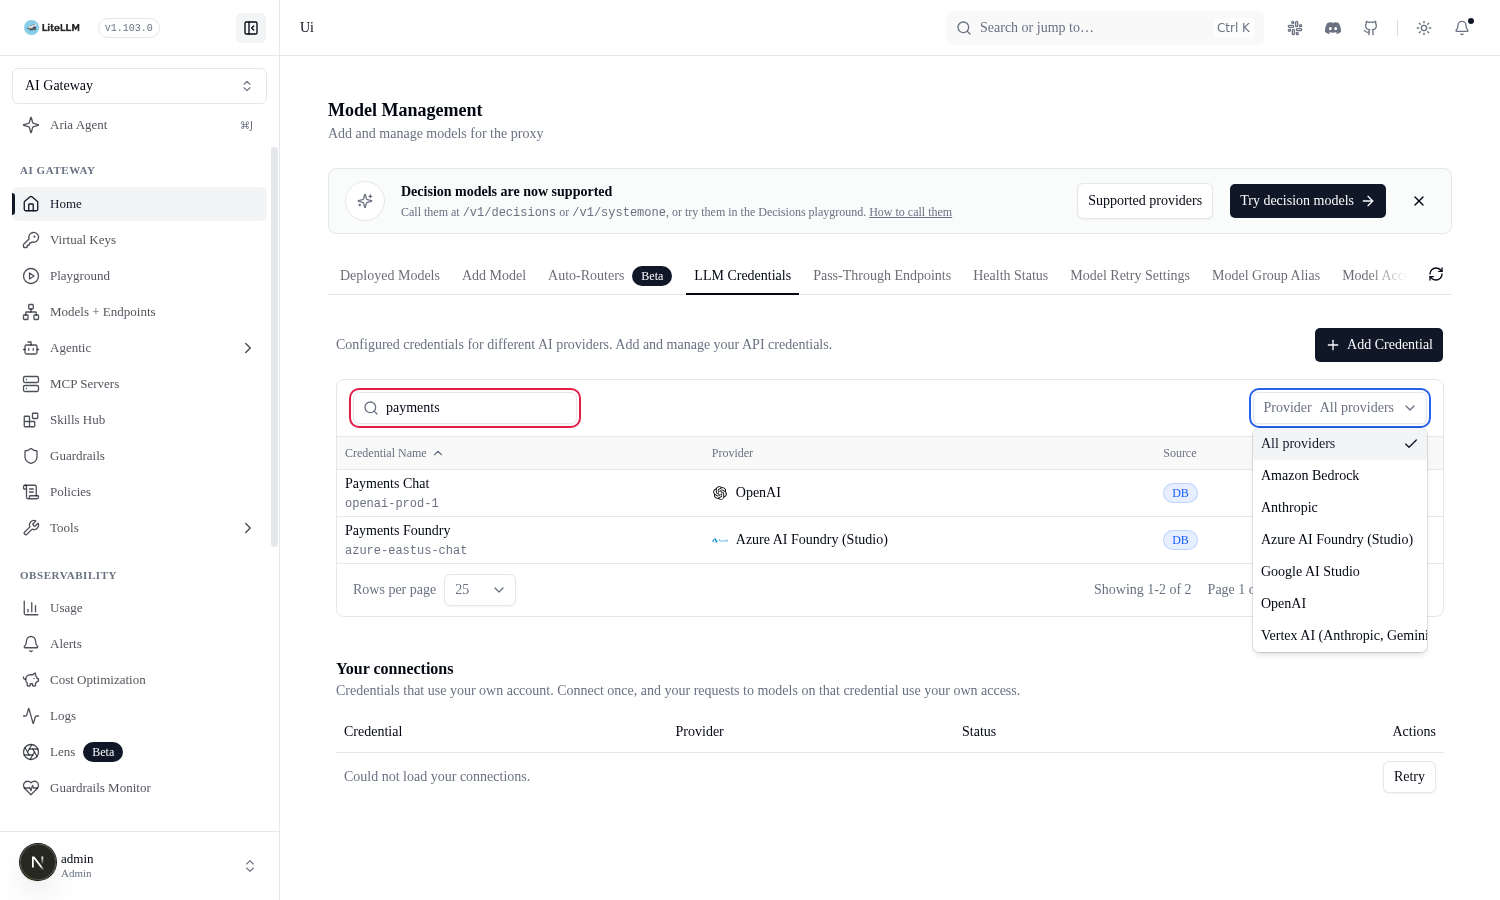 LiteLLM v1.103.0
Ui
Search or jump to… Ctrl K
AI Gateway
Aria Agent ⌘J
AI GATEWAY
Home
Virtual Keys
Playground
Models + Endpoints
Agentic
MCP Servers
Skills Hub
Guardrails
Policies
Tools
OBSERVABILITY
Usage
Alerts
Cost Optimization
Logs
Lens Beta
Guardrails Monitor
N
admin
Admin
Model Management
Add and manage models for the proxy
Decision models are now supported
Call them at /v1/decisions or /v1/systemone, or try them in the Decisions playground. How to call them
Supported providers
Try decision models
Deployed Models Add Model Auto-Routers Beta LLM Credentials Pass-Through Endpoints Health Status Model Retry Settings Model Group Alias Model Acc
Configured credentials for different AI providers. Add and manage your API credentials.
Add Credential
payments
Provider All providers
Credential Name Provider Source
Payments Chat
openai-prod-1
OpenAI
DB
Payments Foundry
azure-eastus-chat
Azure AI Foundry (Studio)
DB
Rows per page 25
Showing 1-2 of 2 Page 1
All providers
Amazon Bedrock
Anthropic
Azure AI Foundry (Studio)
Google AI Studio
OpenAI
Vertex AI (Anthropic, Gemini
Your connections
Credentials that use your own account. Connect once, and your requests to models on that credential use your own access.
Credential Provider Status Actions
Could not load your connections.
Retry